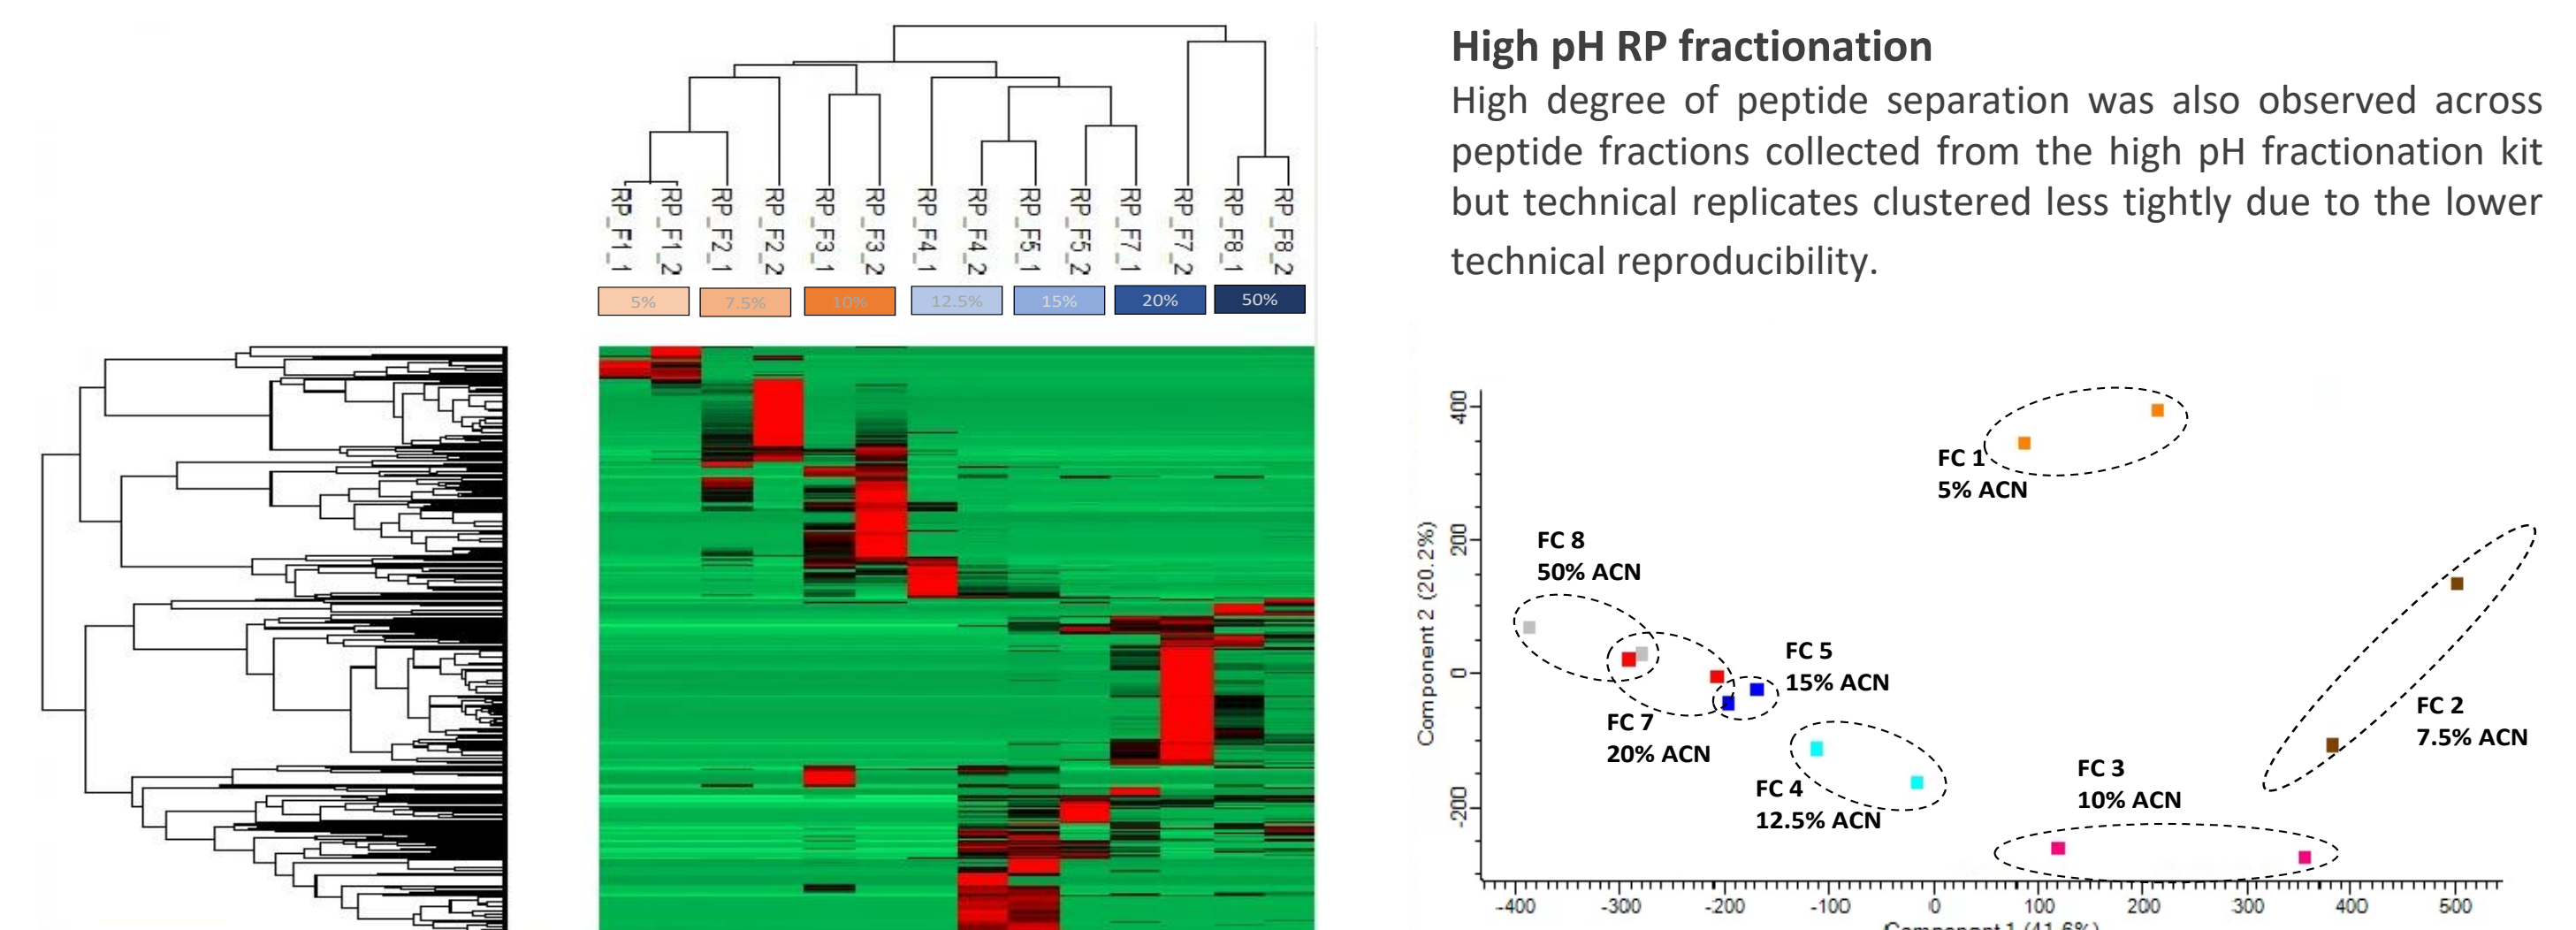 High pH RP fractionation
High degree of peptide separation was also observed across
peptide fractions collected from the high pH fractionation kit
but technical replicates clustered less tightly due to the lower
technical reproducibility.
RP_F1_1
RP_F1_2
RP_F2_1
RP_F2_2
RP_F3_1
RP_F3_2
RP_F4_1
RP_F4_2
RP_F5_1
RP_F5_2
RP_F7_1
RP_F7_2
RP_F8_1
RP_F8_2
5% 7.5% 10% 12.5% 15% 20% 50%
FC 1
5% ACN
FC 8
50% ACN
FC 5
15% ACN
FC 7
20% ACN
FC 2
7.5% ACN
FC 3
10% ACN
FC 4
12.5% ACN
Component 2 (20.2%)
400
200
0
-200
-400 -300 -200 -100 0 100 200 300 400 500
Component 1 (41.6%)